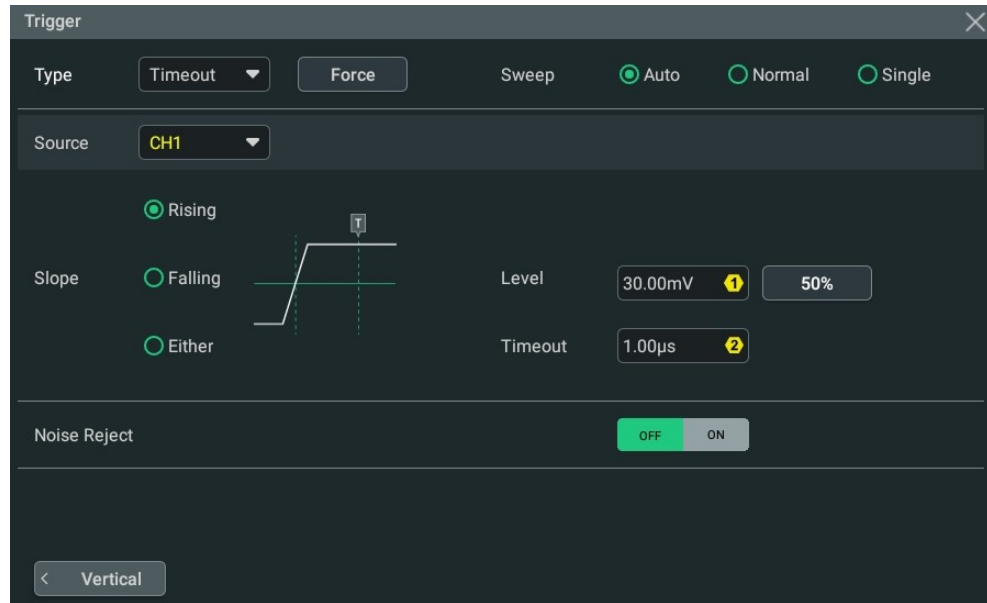 Trigger
Type Timeout Force Sweep Auto Normal Single
Source CH1
Rising
T
Slope Falling Level 30.00mV 1 50%
Either Timeout 1.00µs 2
Noise Reject OFF ON
< Vertical